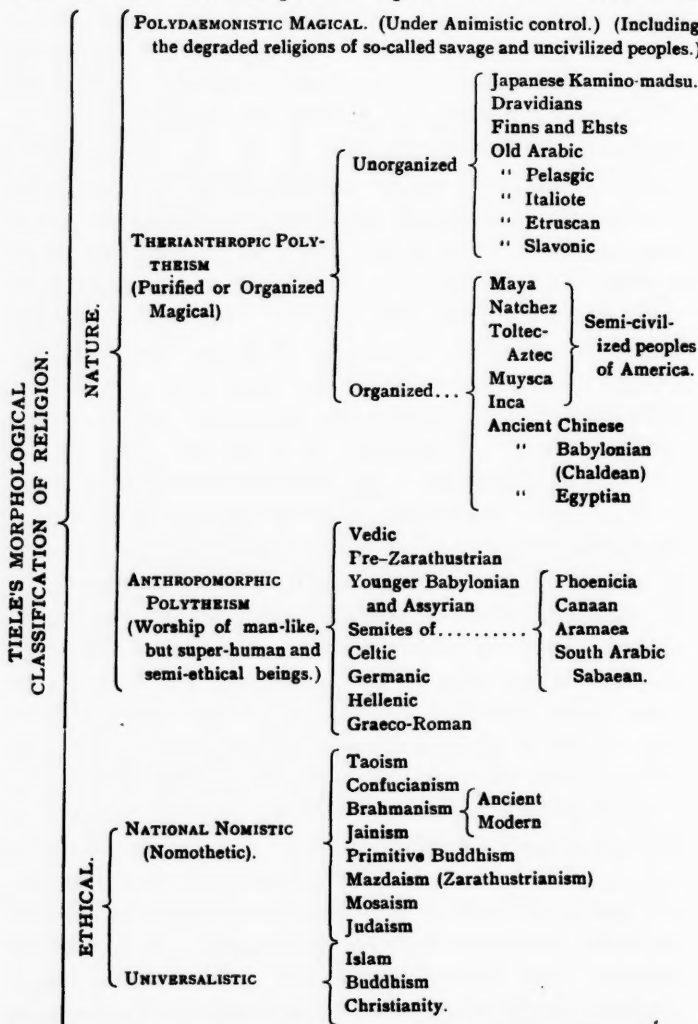 TIELE'S MORPHOLOGICAL
CLASSIFICATION OF RELIGION.
NATURE.
POLYDAEMONISTIC MAGICAL. (Under Animistic control.) (Including
the degraded religions of so-called savage and uncivilized peoples.)
THERIANTHROPIC POLY-
THEISM
(Purified or Organized
Magical)
Unorganized
Japanese Kamino-madsu.
Dravidians
Finns and Ehsts
Old Arabic
" Pelasgic
" Italiote
" Etruscan
" Slavonic
Organized...
Maya
Natchez
Toltec-
Aztec
Muysca
Inca
Semi-civil-
ized peoples
of America.
Ancient Chinese
" Babylonian
(Chaldean)
" Egyptian
ANTHROPOMORPHIC
POLYTHEISM
(Worship of man-like,
but super-human and
semi-ethical beings.)
Vedic
Fre-Zarathustrian
Younger Babylonian
and Assyrian
Semites of..........
Phoenicia
Canaan
Aramaea
South Arabic
Sabaean.
Celtic
Germanic
Hellenic
Graeco-Roman
ETHICAL.
NATIONAL NOMISTIC
(Nomothetic).
Taoism
Confucianism
Brahmanism
Ancient
Modern
Jainism
Primitive Buddhism
Mazdaism (Zarathustrianism)
Mosaism
Judaism
UNIVERSALISTIC
Islam
Buddhism
Christianity.